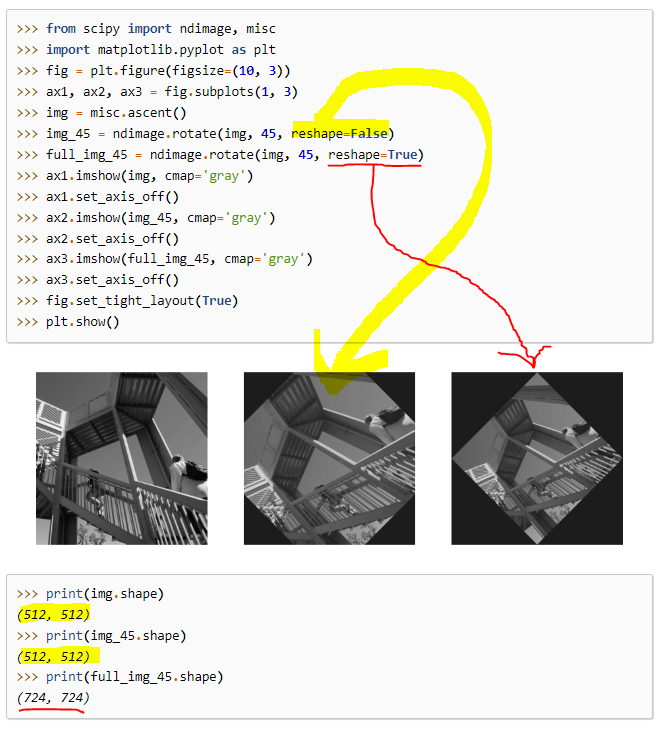 >>> from scipy import ndimage, misc
>>> import matplotlib.pyplot as plt
>>> fig = plt.figure(figsize=(10, 3))
>>> ax1, ax2, ax3 = fig.subplots(1, 3)
>>> img = misc.ascent()
>>> img_45 = ndimage.rotate(img, 45, reshape=False)
>>> full_img_45 = ndimage.rotate(img, 45, reshape=True)
>>> ax1.imshow(img, cmap='gray')
>>> ax1.set_axis_off()
>>> ax2.imshow(img_45, cmap='gray')
>>> ax2.set_axis_off()
>>> ax3.imshow(full_img_45, cmap='gray')
>>> ax3.set_axis_off()
>>> fig.set_tight_layout(True)
>>> plt.show()
>>> print(img.shape)
(512, 512)
>>> print(img_45.shape)
(512, 512)
>>> print(full_img_45.shape)
(724, 724)